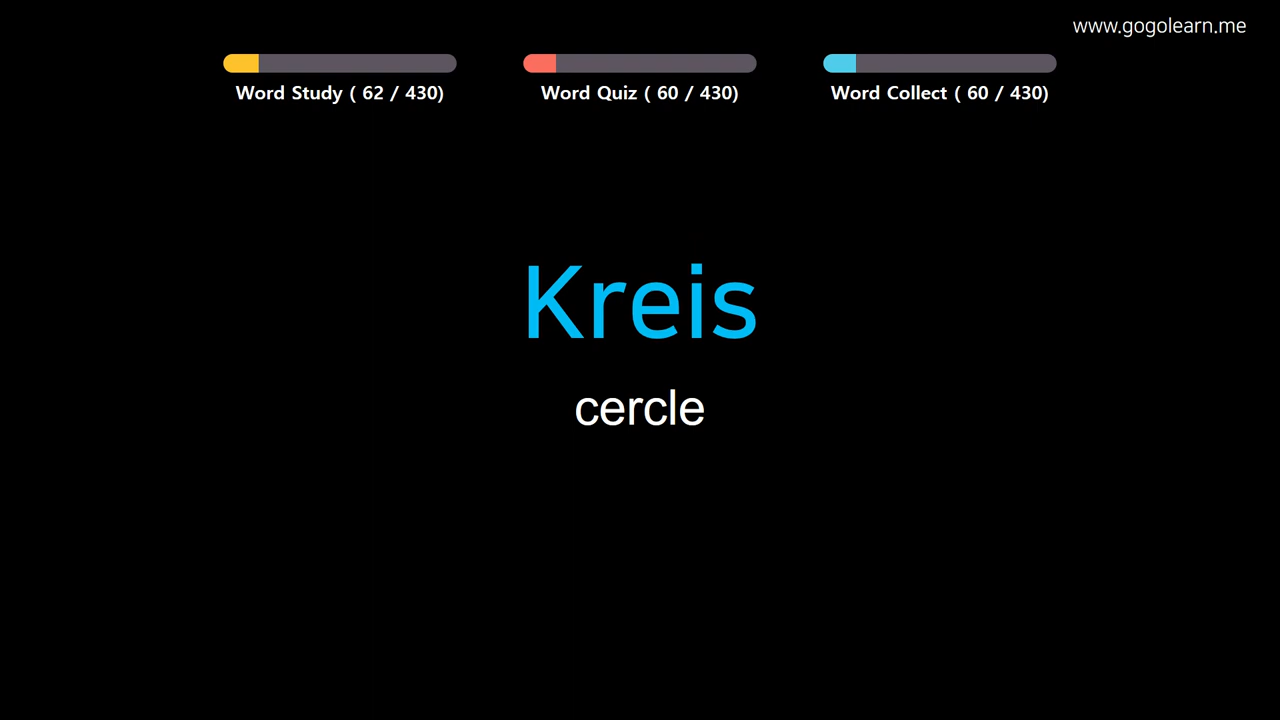 www.gogolearn.me
Word Study ( 62 / 430)
Word Quiz ( 60 / 430)
Word Collect ( 60 / 430)
Kreis
cercle